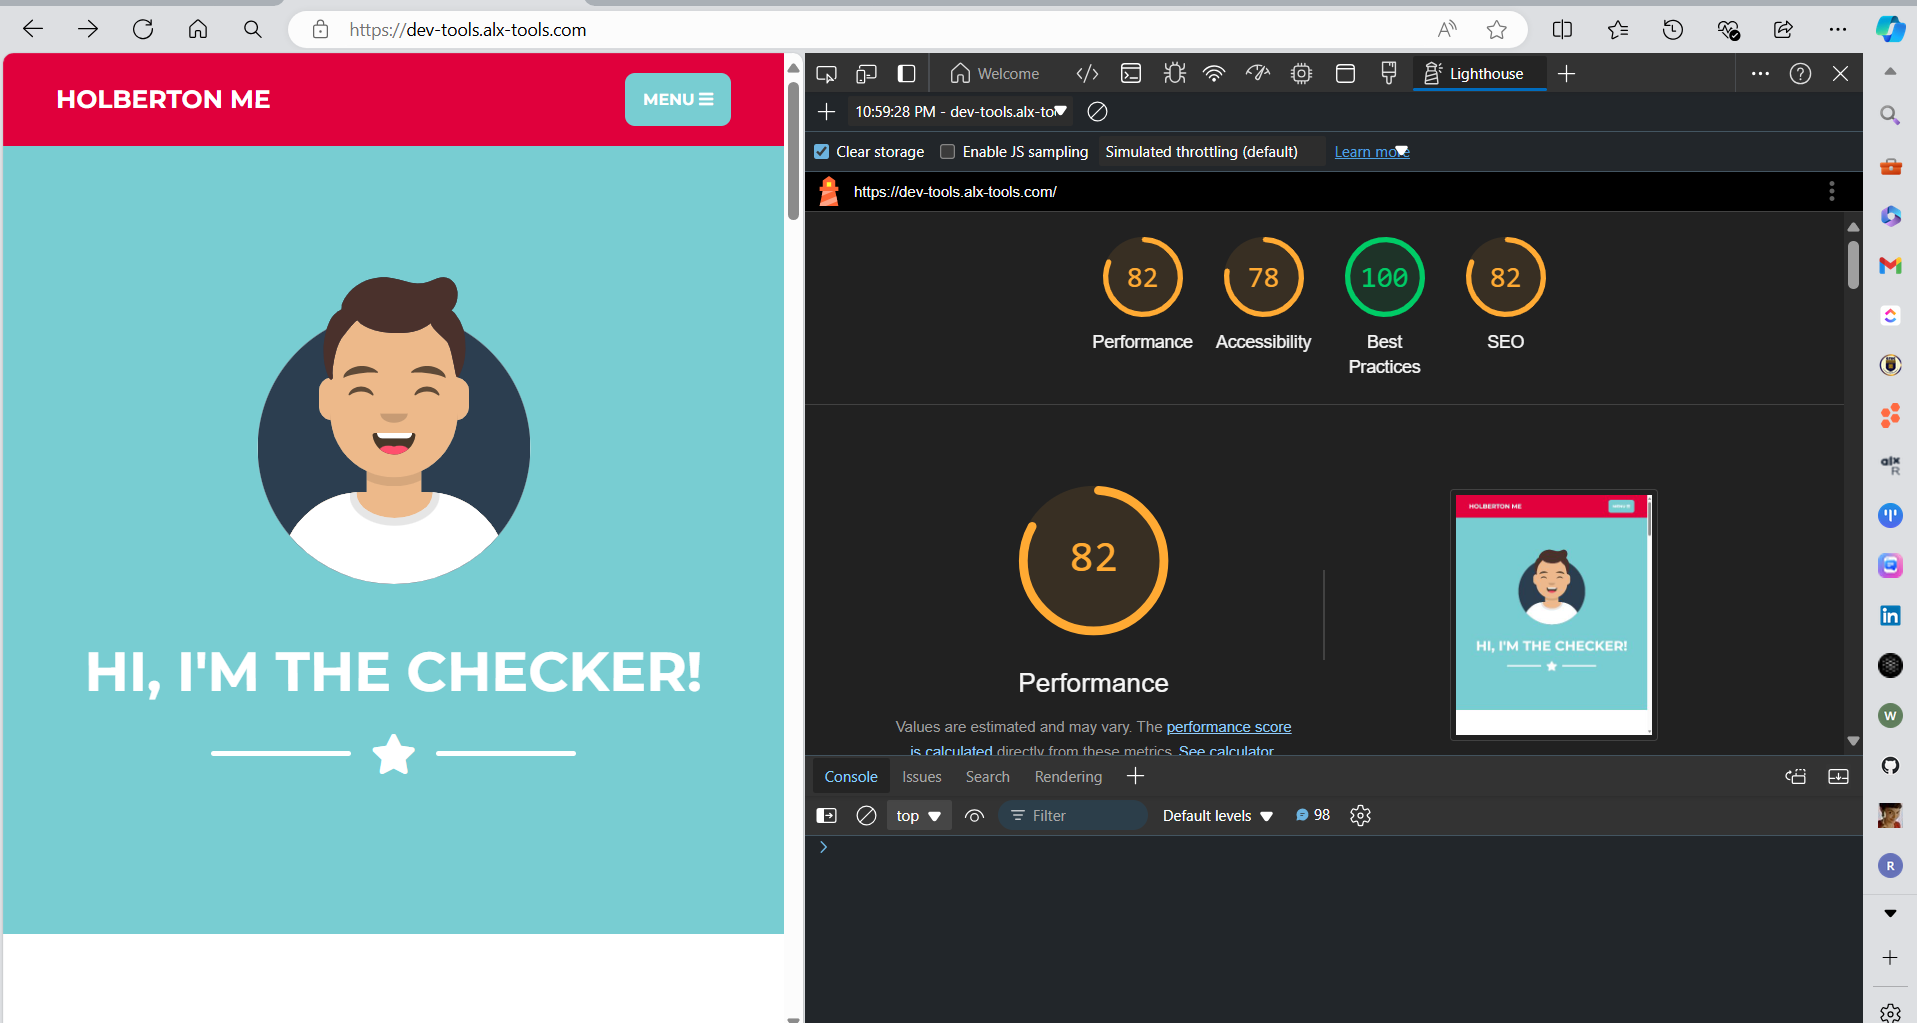 https://dev-tools.alx-tools.com
HOLBERTON ME
MENU
HI, I'M THE CHECKER!
Welcome
Lighthouse
10:59:28 PM - dev-tools.alx-to
Clear storage
Enable JS sampling
Simulated throttling (default)
Learn more
https://dev-tools.alx-tools.com/
82
78
100
82
Performance
Accessibility
Best
Practices
SEO
82
Performance
Values are estimated and may vary. The performance score
is calculated directly from these metrics. See calculator.
HOLBERTON ME
HI, I'M THE CHECKER!
Console
Issues
Search
Rendering
top
Filter
Default levels
98
alx
R
in
W
R